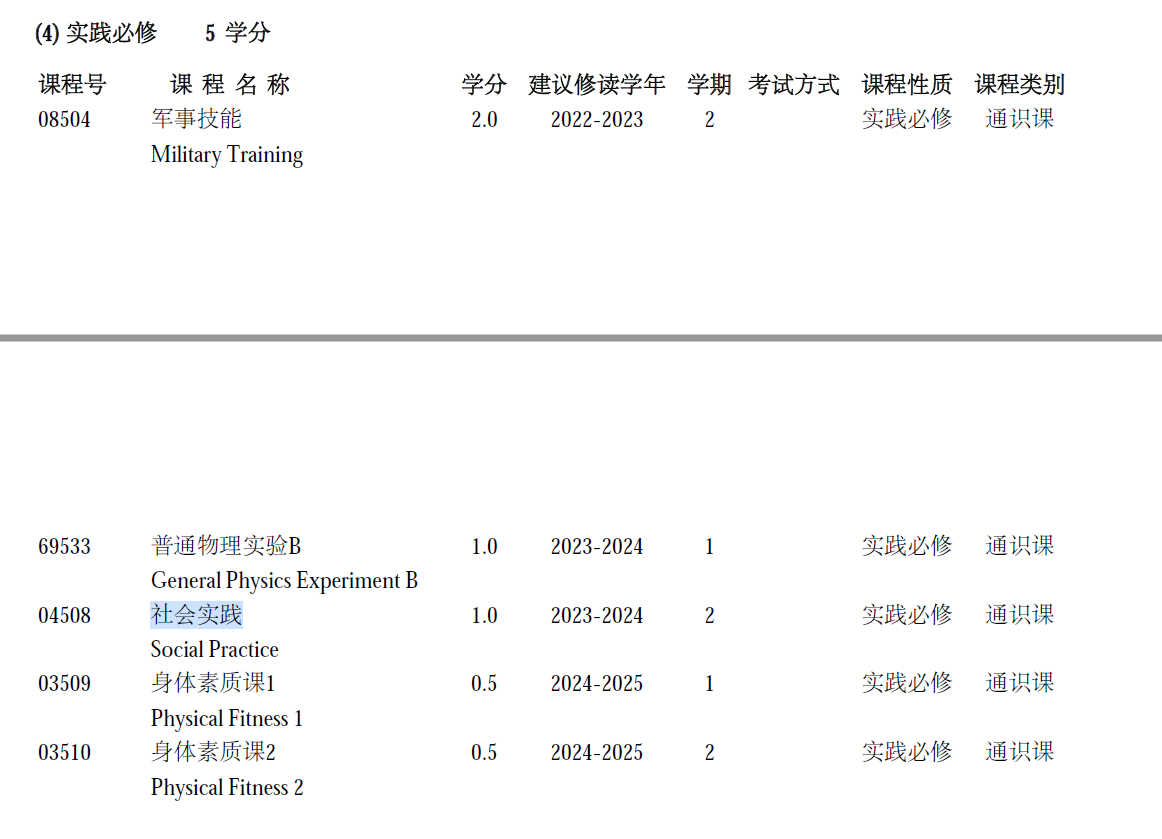 (4) 实践必修 5 学分
课程号 课 程 名 称 学分 建议修读学年 学期 考试方式 课程性质 课程类别
08504 军事技能 2.0 2022-2023 2 实践必修 通识课
Military Training
69533 普通物理实验B 1.0 2023-2024 1 实践必修 通识课
General Physics Experiment B
04508 社会实践 1.0 2023-2024 2 实践必修 通识课
Social Practice
03509 身体素质课1 0.5 2024-2025 1 实践必修 通识课
Physical Fitness 1
03510 身体素质课2 0.5 2024-2025 2 实践必修 通识课
Physical Fitness 2